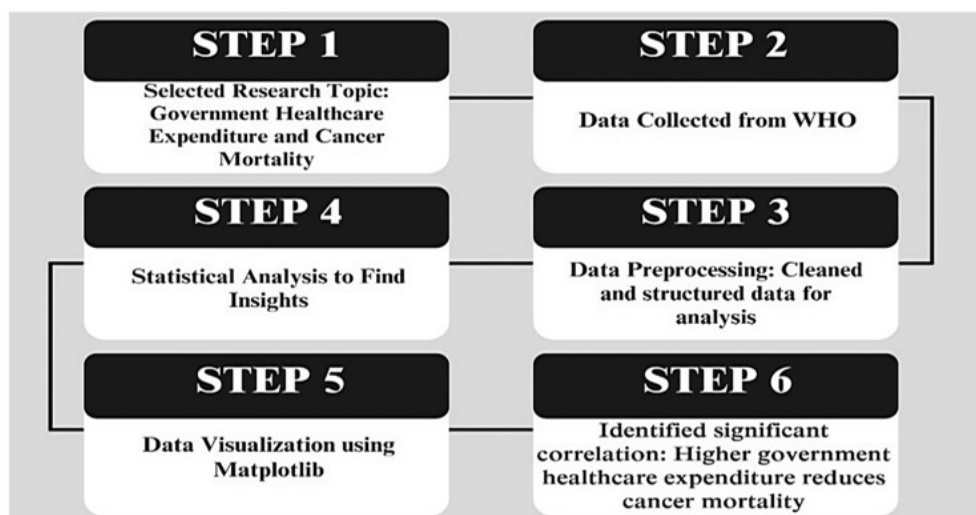 STEP 1
Selected Research Topic:
Government Healthcare
Expenditure and Cancer
Mortality
STEP 2
Data Collected from WHO
STEP 3
Data Preprocessing: Cleaned
and structured data for
analysis
STEP 4
Statistical Analysis to Find
Insights
STEP 5
Data Visualization using
Matplotlib
STEP 6
Identified significant
correlation: Higher government
healthcare expenditure reduces
cancer mortality